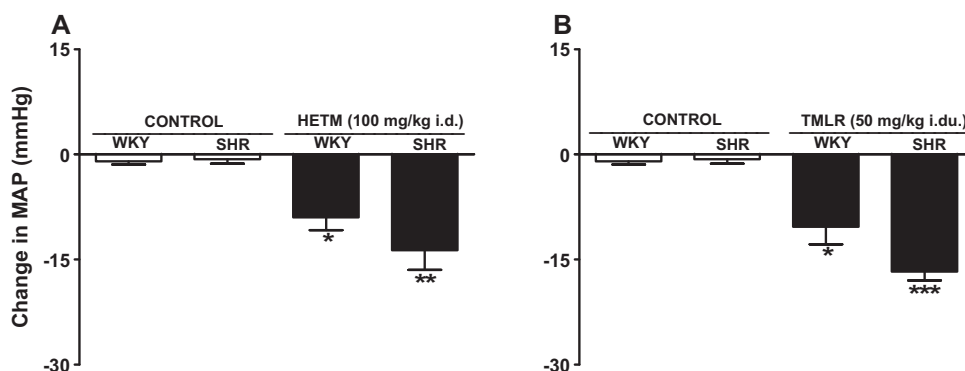 A
Change in MAP (mmHg)
15
0
-15
-30
CONTROL
HETM (100 mg/kg i.d.)
WKY
SHR
WKY
SHR
*
**
B
15
0
-15
-30
CONTROL
TMLR (50 mg/kg i.du.)
WKY
SHR
WKY
SHR
*
***